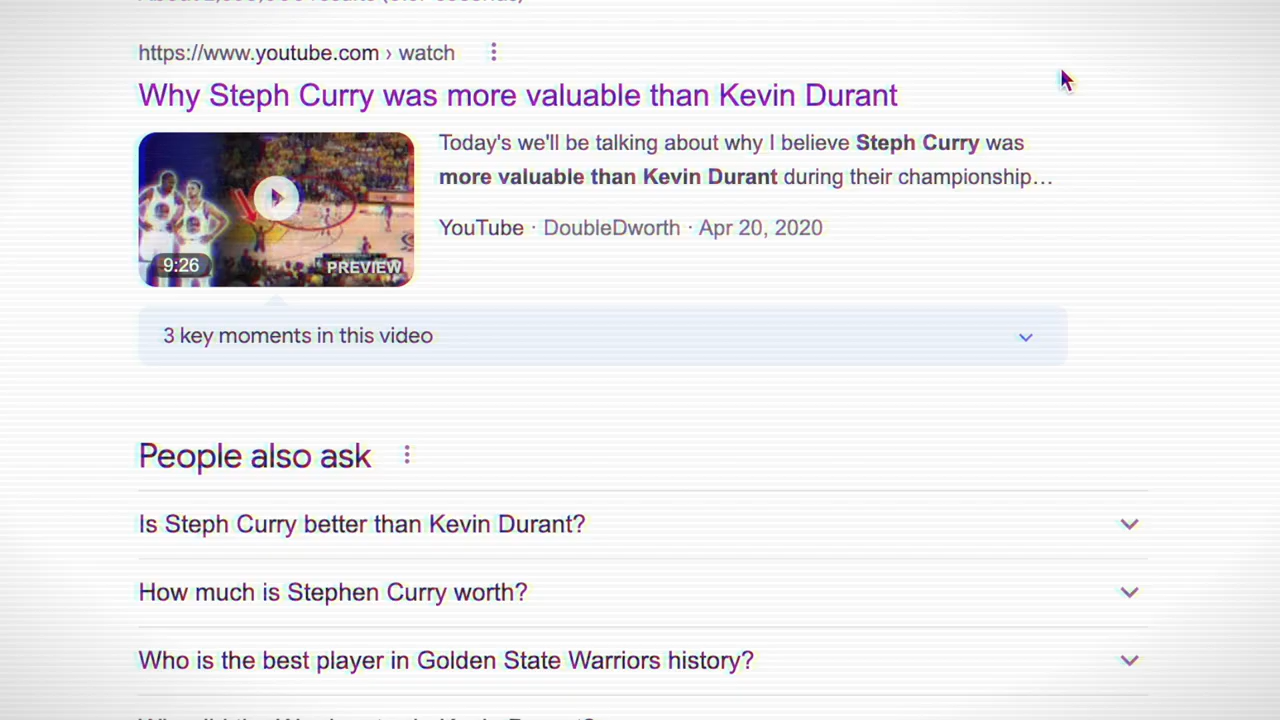 https://www.youtube.com › watch
Why Steph Curry was more valuable than Kevin Durant
Today's we'll be talking about why I believe Steph Curry was
more valuable than Kevin Durant during their championship...
YouTube · DoubleDworth · Apr 20, 2020
9:26
PREVIEW
3 key moments in this video
People also ask
Is Steph Curry better than Kevin Durant?
How much is Stephen Curry worth?
Who is the best player in Golden State Warriors history?